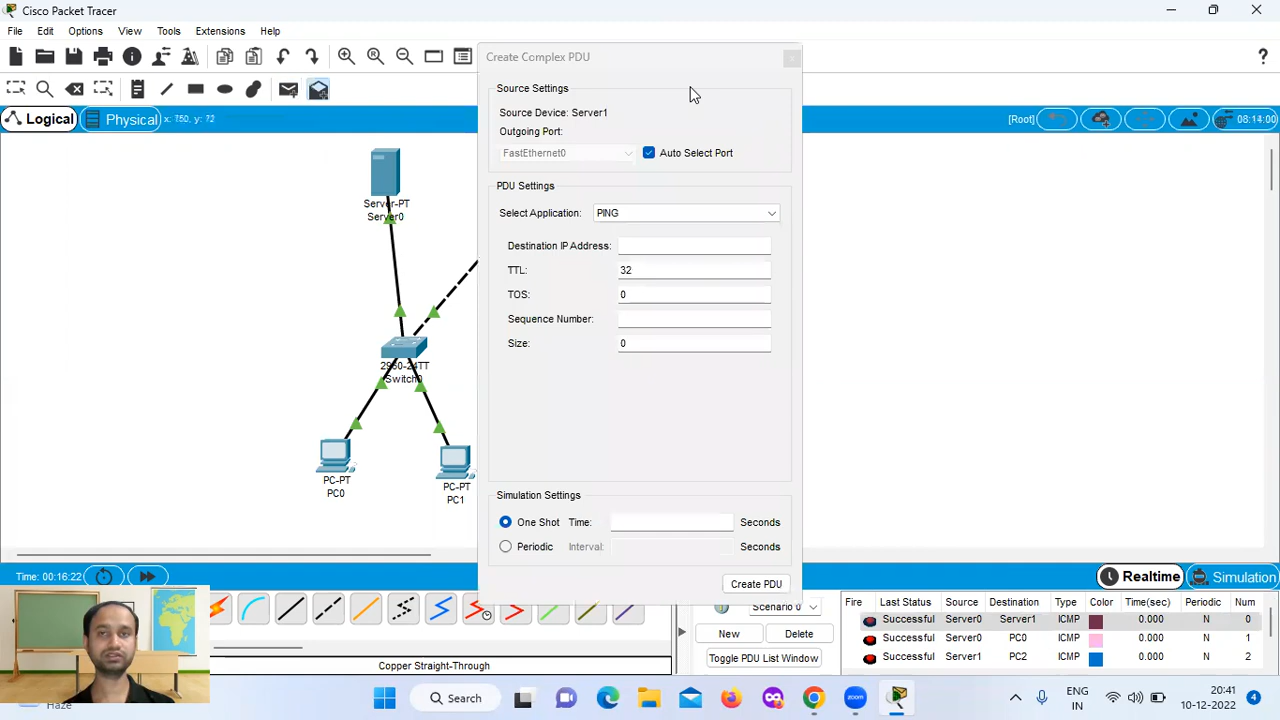 Cisco Packet Tracer
File Edit Options View Tools Extensions Help
Logical Physical x: 750, y: 72 [Root] 08:14:00
Server-PT
Server0
2960-24TT
Switch0
PC-PT
PC0
PC-PT
PC1
Create Complex PDU
Source Settings
Source Device: Server1
Outgoing Port:
FastEthernet0 Auto Select Port
PDU Settings
Select Application: PING
Destination IP Address:
TTL: 32
TOS: 0
Sequence Number:
Size: 0
Simulation Settings
One Shot Time: Seconds
Periodic Interval: Seconds
Create PDU
Time: 00:16:22 Realtime Simulation
Scenario 0
New Delete
Toggle PDU List Window
Copper Straight-Through
Fire Last Status Source Destination Type Color Time(sec) Periodic Num
Successful Server0 Server1 ICMP 0.000 N 0
Successful Server0 PC0 ICMP 0.000 N 1
Successful Server1 PC2 ICMP 0.000 N 2
Haze
Search
ENG
IN
20:41
10-12-2022
4